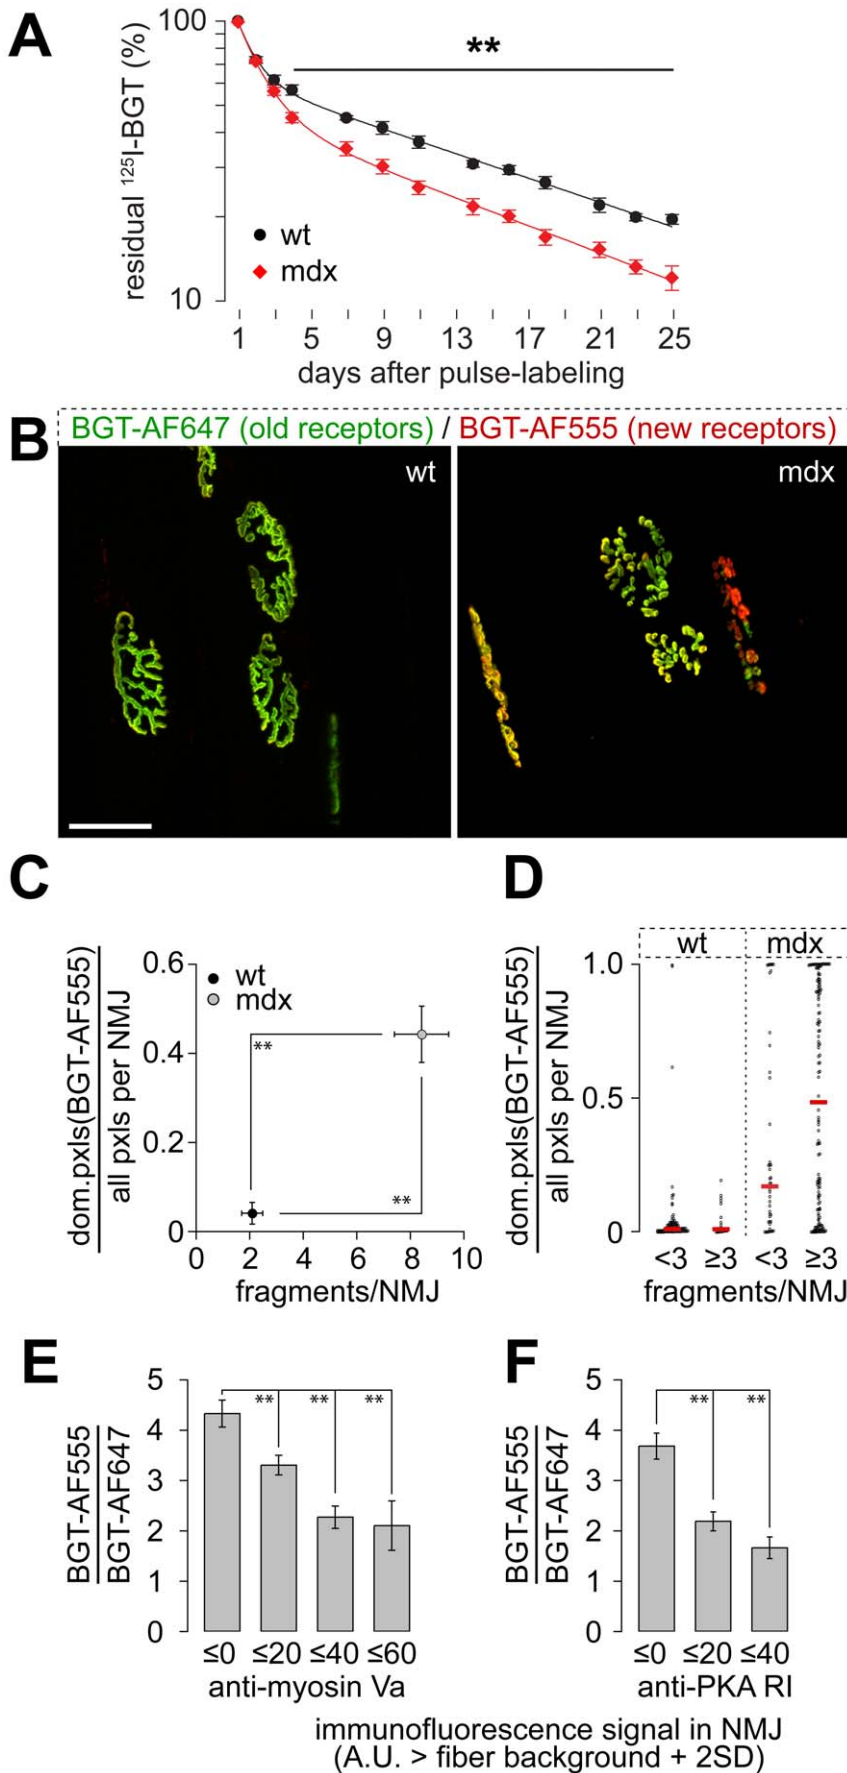 A
100
**
residual ¹²⁵I-BGT (%)
wt
mdx
10
1 5 9 13 17 21 25
days after pulse-labeling
B
BGT-AF647 (old receptors) / BGT-AF555 (new receptors)
wt
mdx
C
dom.pxls(BGT-AF555)
all pxls per NMJ
0.6
0.4
0.2
0
wt
mdx
**
**
0 2 4 6 8 10
fragments/NMJ
D
dom.pxls(BGT-AF555)
all pxls per NMJ
wt
mdx
1.0
0.5
0
<3 ≥3 <3 ≥3
fragments/NMJ
E
BGT-AF555
BGT-AF647
5
4
3
2
1
0
** ** **
≤0 ≤20 ≤40 ≤60
anti-myosin Va
F
BGT-AF555
BGT-AF647
5
4
3
2
1
0
** **
≤0 ≤20 ≤40
anti-PKA RI
immunofluorescence signal in NMJ
(A.U. > fiber background + 2SD)